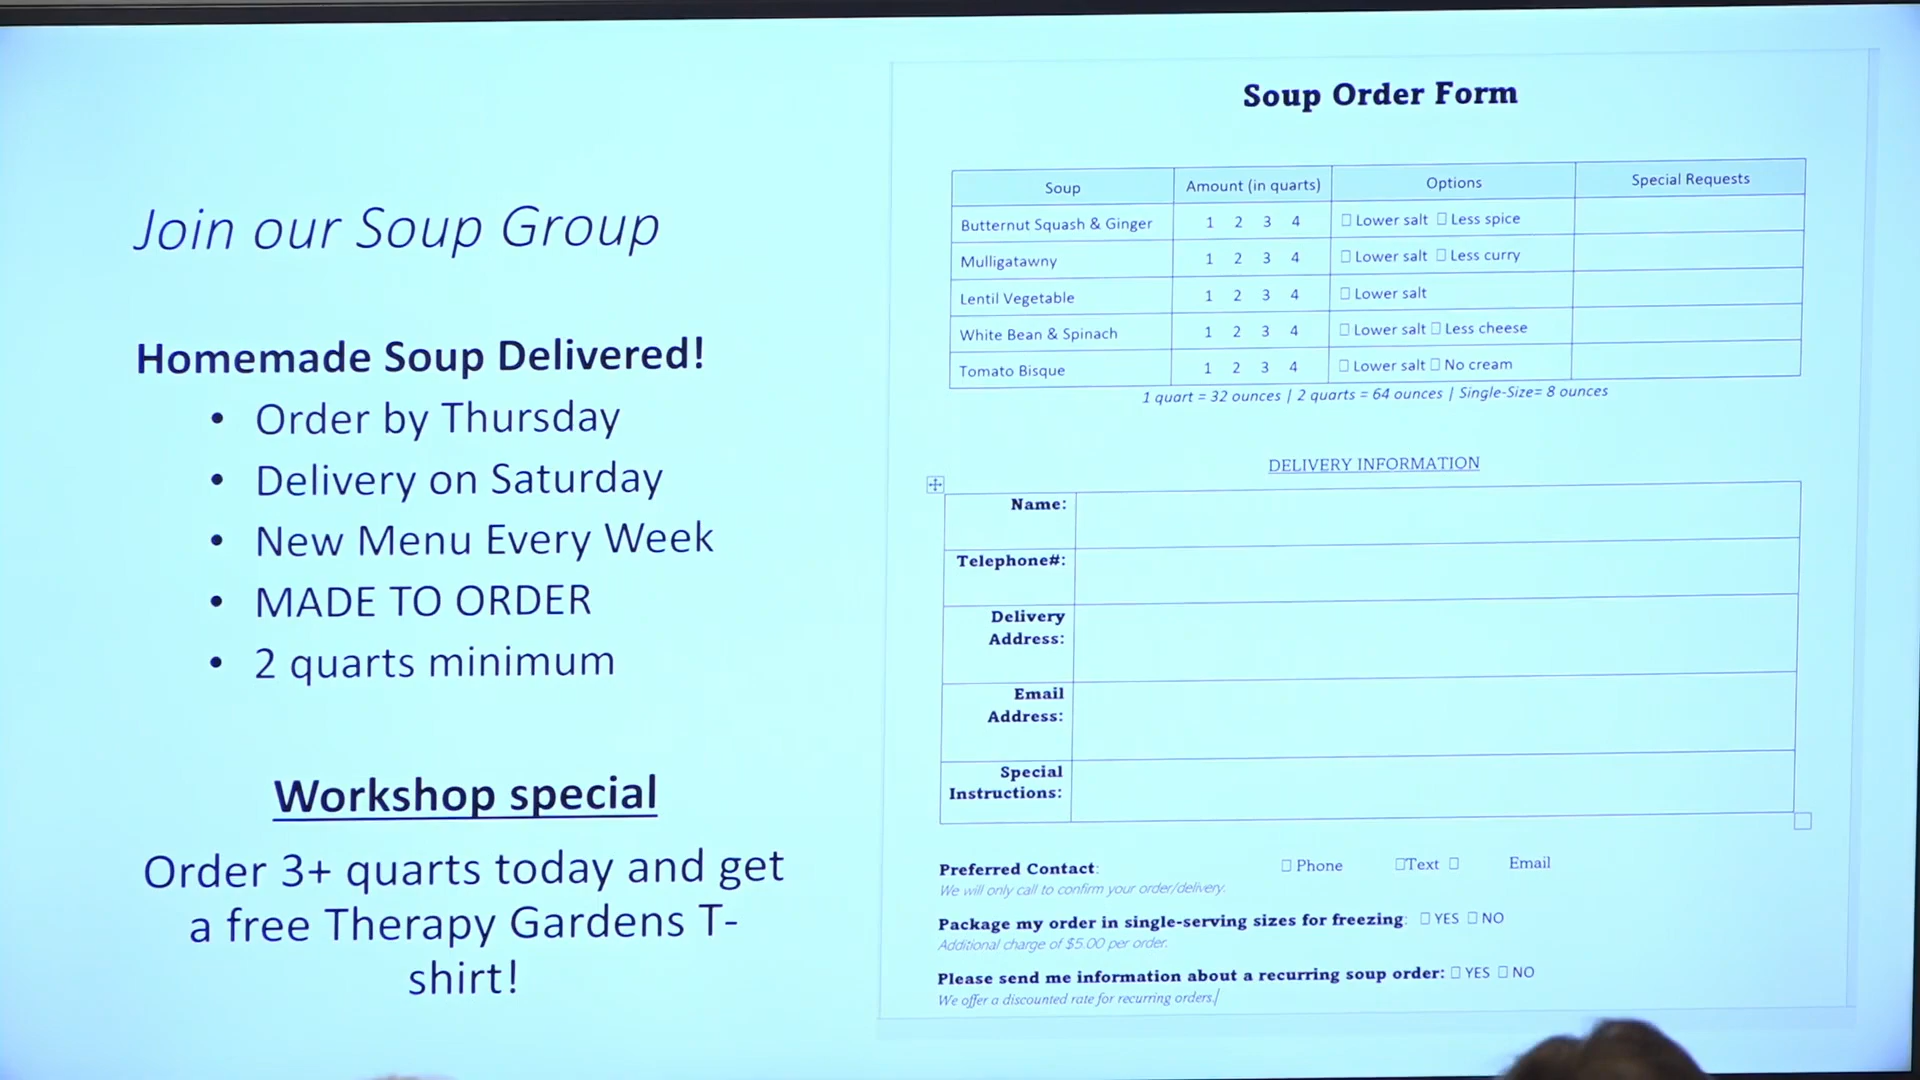 Join our Soup Group
Homemade Soup Delivered!
• Order by Thursday
• Delivery on Saturday
• New Menu Every Week
• MADE TO ORDER
• 2 quarts minimum
Workshop special
Order 3+ quarts today and get
a free Therapy Gardens T-
shirt!
Soup Order Form
Soup Amount (in quarts) Options Special Requests
Butternut Squash & Ginger 1 2 3 4 ☐ Lower salt ☐ Less spice
Mulligatawny 1 2 3 4 ☐ Lower salt ☐ Less curry
Lentil Vegetable 1 2 3 4 ☐ Lower salt
White Bean & Spinach 1 2 3 4 ☐ Lower salt ☐ Less cheese
Tomato Bisque 1 2 3 4 ☐ Lower salt ☐ No cream
1 quart = 32 ounces | 2 quarts = 64 ounces | Single-Size= 8 ounces
DELIVERY INFORMATION
Name:
Telephone#:
Delivery
Address:
Email
Address:
Special
Instructions:
Preferred Contact: ☐ Phone ☐Text ☐ Email
We will only call to confirm your order/delivery.
Package my order in single-serving sizes for freezing: ☐ YES ☐ NO
Additional charge of $5.00 per order.
Please send me information about a recurring soup order: ☐ YES ☐ NO
We offer a discounted rate for recurring orders.